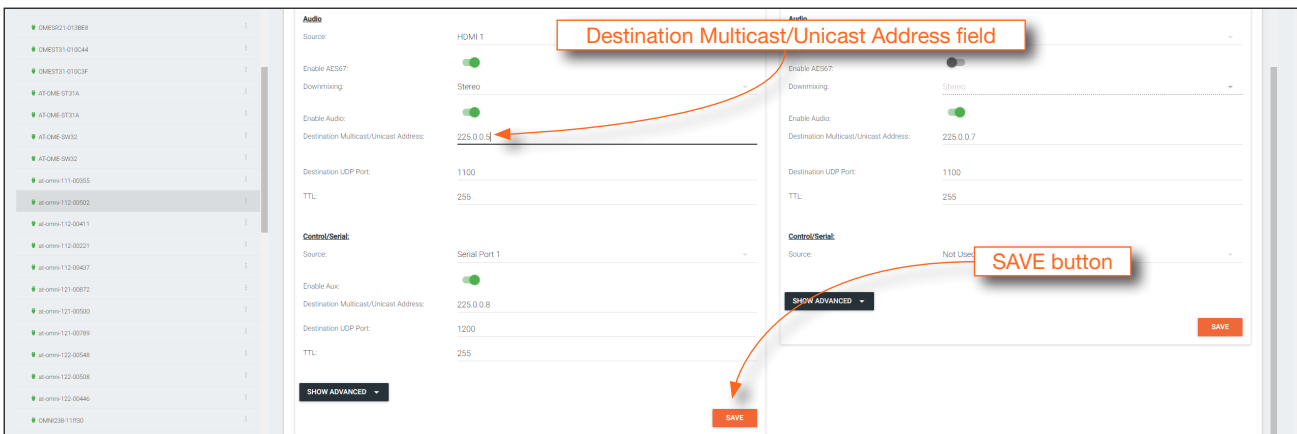 OMESR21-013BE8
OMEST31-010C44
OMEST31-010C3F
AT-OME-ST31A
AT-OME-ST31A
AT-OME-SW32
AT-OME-SW32
at-omni-111-00355
at-omni-112-00502
at-omni-112-00411
at-omni-112-00221
at-omni-112-00437
at-omni-121-00872
at-omni-121-00500
at-omni-121-00789
at-omni-122-00548
at-omni-122-00508
at-omni-122-00446
OMNI238-11ff30
Audio
Source: HDMI 1
Enable AES67:
Downmixing: Stereo
Enable Audio:
Destination Multicast/Unicast Address: 225.0.0.5
Destination UDP Port: 1100
TTL: 255
Control/Serial:
Source: Serial Port 1
Enable Aux:
Destination Multicast/Unicast Address: 225.0.0.8
Destination UDP Port: 1200
TTL: 255
SHOW ADVANCED
SAVE
Destination Multicast/Unicast Address field
Audio
Enable AES67:
Downmixing: Stereo
Enable Audio:
Destination Multicast/Unicast Address: 225.0.0.7
Destination UDP Port: 1100
TTL: 255
Control/Serial:
Source: Not Used
SAVE button
SHOW ADVANCED
SAVE